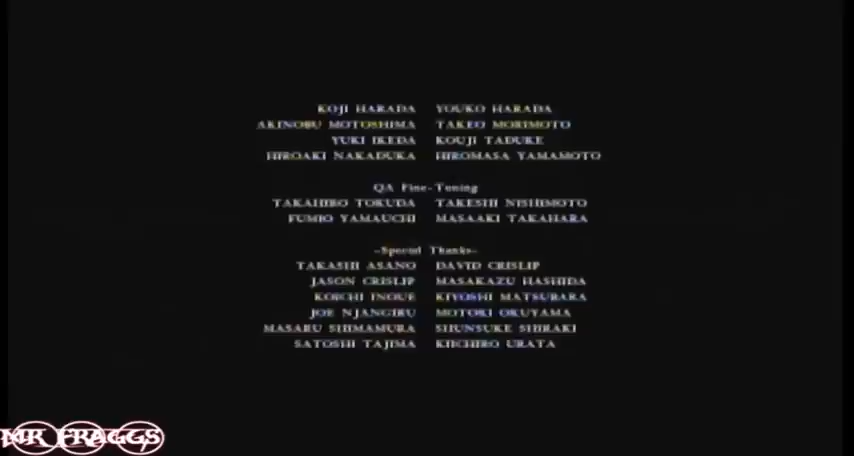 KOJI HARADA YOUKO HARADA
AKINOBU MOTOSHIMA TAKEO MORIMOTO
YUKI IKEDA KOUJI TADUKE
HIROAKI NAKADUKA HIROMASA YAMAMOTO
QA Fine-Tuning
TAKAHIRO TOKUDA TAKESHI NISHIMOTO
FUMIO YAMAUCHI MASAAKI TAKAHARA
-Special Thanks-
TAKASHI ASANO DAVID CRISLIP
JASON CRISLIP MASAKAZU HASHIDA
KOICHI INOUE KIYOSHI MATSUBARA
JOE NJANGIRU MOTOKI OKUYAMA
MASARU SHIMAMURA SHUNSUKE SHIRAKI
SATOSHI TAJIMA KIICHIRO URATA
MR FRAGGS